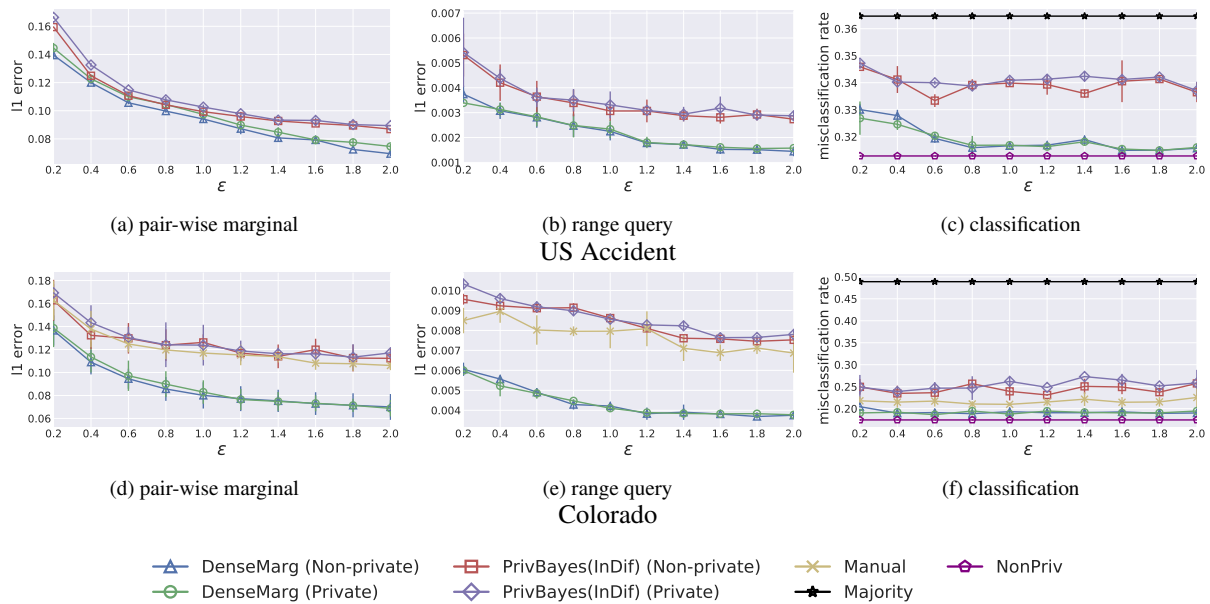 0.16
0.14
0.12
0.10
0.08
l1 error
0.2 0.4 0.6 0.8 1.0 1.2 1.4 1.6 1.8 2.0
ε
(a) pair-wise marginal
0.007
0.006
0.005
0.004
0.003
0.002
0.001
l1 error
0.2 0.4 0.6 0.8 1.0 1.2 1.4 1.6 1.8 2.0
ε
(b) range query
0.36
0.35
0.34
0.33
0.32
misclassification rate
0.2 0.4 0.6 0.8 1.0 1.2 1.4 1.6 1.8 2.0
ε
(c) classification
US Accident
0.18
0.16
0.14
0.12
0.10
0.08
0.06
l1 error
0.2 0.4 0.6 0.8 1.0 1.2 1.4 1.6 1.8 2.0
ε
(d) pair-wise marginal
0.010
0.009
0.008
0.007
0.006
0.005
0.004
l1 error
0.2 0.4 0.6 0.8 1.0 1.2 1.4 1.6 1.8 2.0
ε
(e) range query
0.50
0.45
0.40
0.35
0.30
0.25
0.20
misclassification rate
0.2 0.4 0.6 0.8 1.0 1.2 1.4 1.6 1.8 2.0
ε
(f) classification
Colorado
DenseMarg (Non-private) PrivBayes(InDif) (Non-private) Manual NonPriv
DenseMarg (Private) PrivBayes(InDif) (Private) Majority